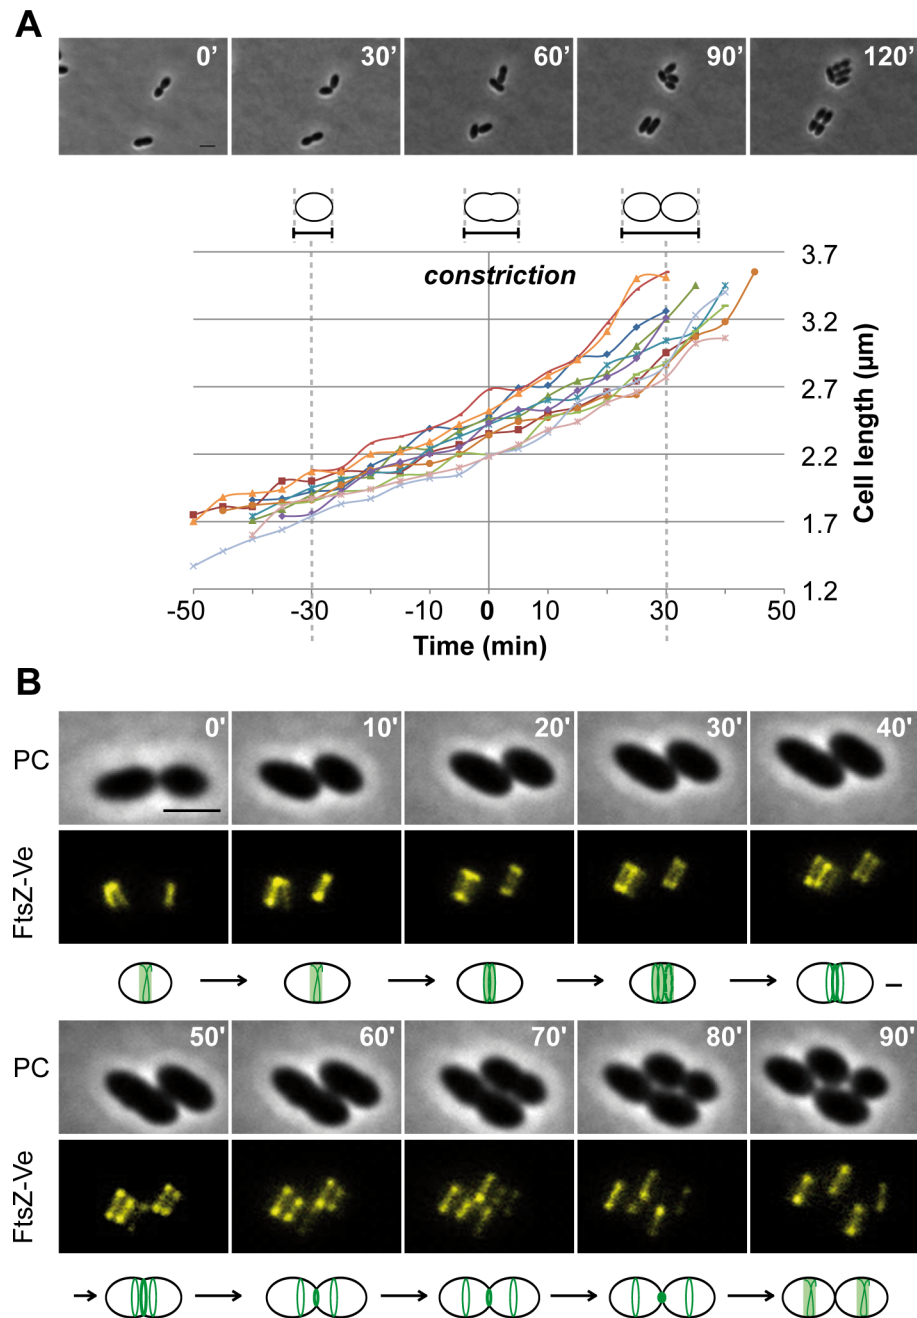 A
0’ 30’ 60’ 90’ 120’
constriction
3.7
3.2
2.7
2.2
1.7
1.2
Cell length (µm)
-50 -30 -10 0 10 30 50
Time (min)
B
PC
0' 10' 20' 30' 40'
FtsZ-Ve
PC
50' 60' 70' 80' 90'
FtsZ-Ve